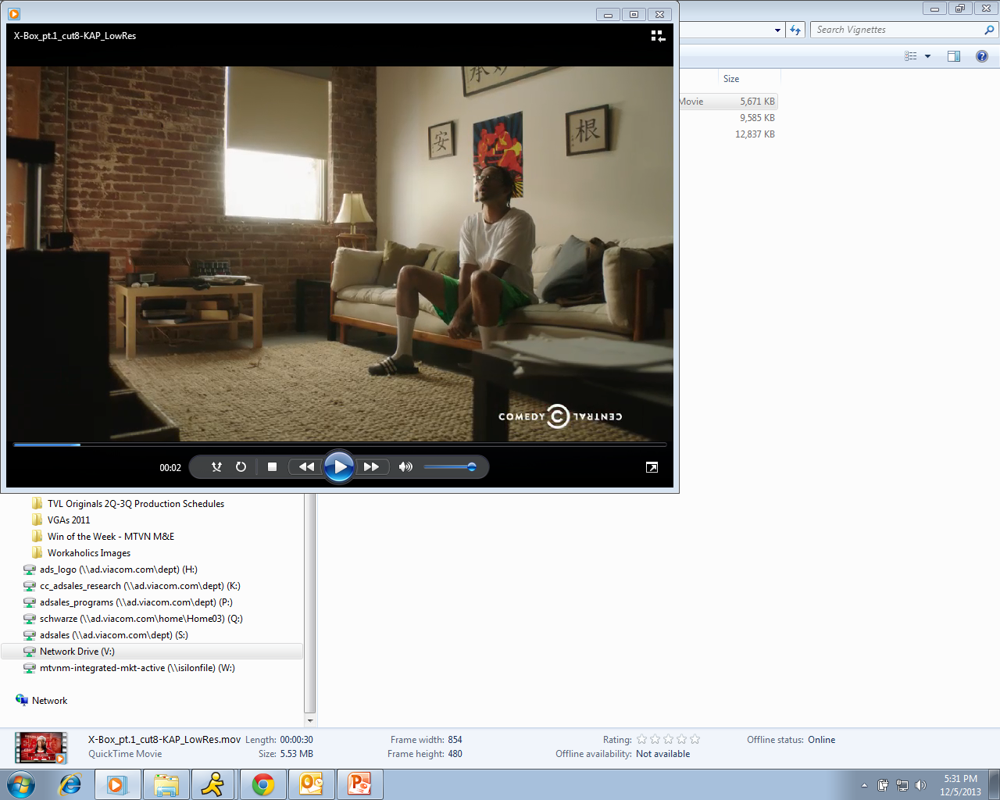 X-Box_pt.1_cut8-KAP_LowRes
Search Vignettes
Size
Movie 5,671 KB
9,585 KB
12,837 KB
安
根
COMEDY C CENTRAL
00:02
TVL Originals 2Q-3Q Production Schedules
VGAs 2011
Win of the Week - MTVN M&E
Workaholics Images
ads_logo (\\ad.viacom.com\dept) (H:)
cc_adsales_research (\\ad.viacom.com\dept) (K:)
adsales_programs (\\ad.viacom.com\dept) (P:)
schwarze (\\ad.viacom.com\home\Home03) (Q:)
adsales (\\ad.viacom.com\dept) (S:)
Network Drive (V:)
mtvnm-integrated-mkt-active (\\isilonfile) (W:)
Network
X-Box_pt.1_cut8-KAP_LowRes.mov Length: 00:00:30 Frame width: 854 Rating: Offline status: Online
QuickTime Movie Size: 5.53 MB Frame height: 480 Offline availability: Not available
5:31 PM
12/5/2013